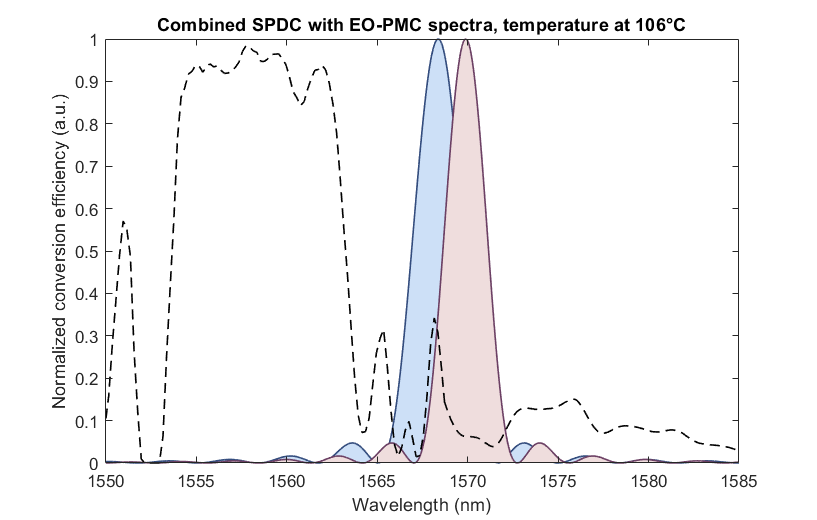 Combined SPDC with EO-PMC spectra, temperature at 106°C
1
0.9
0.8
0.7
0.6
0.5
0.4
0.3
0.2
0.1
0
Normalized conversion efficiency (a.u.)
1550 1555 1560 1565 1570 1575 1580 1585
Wavelength (nm)